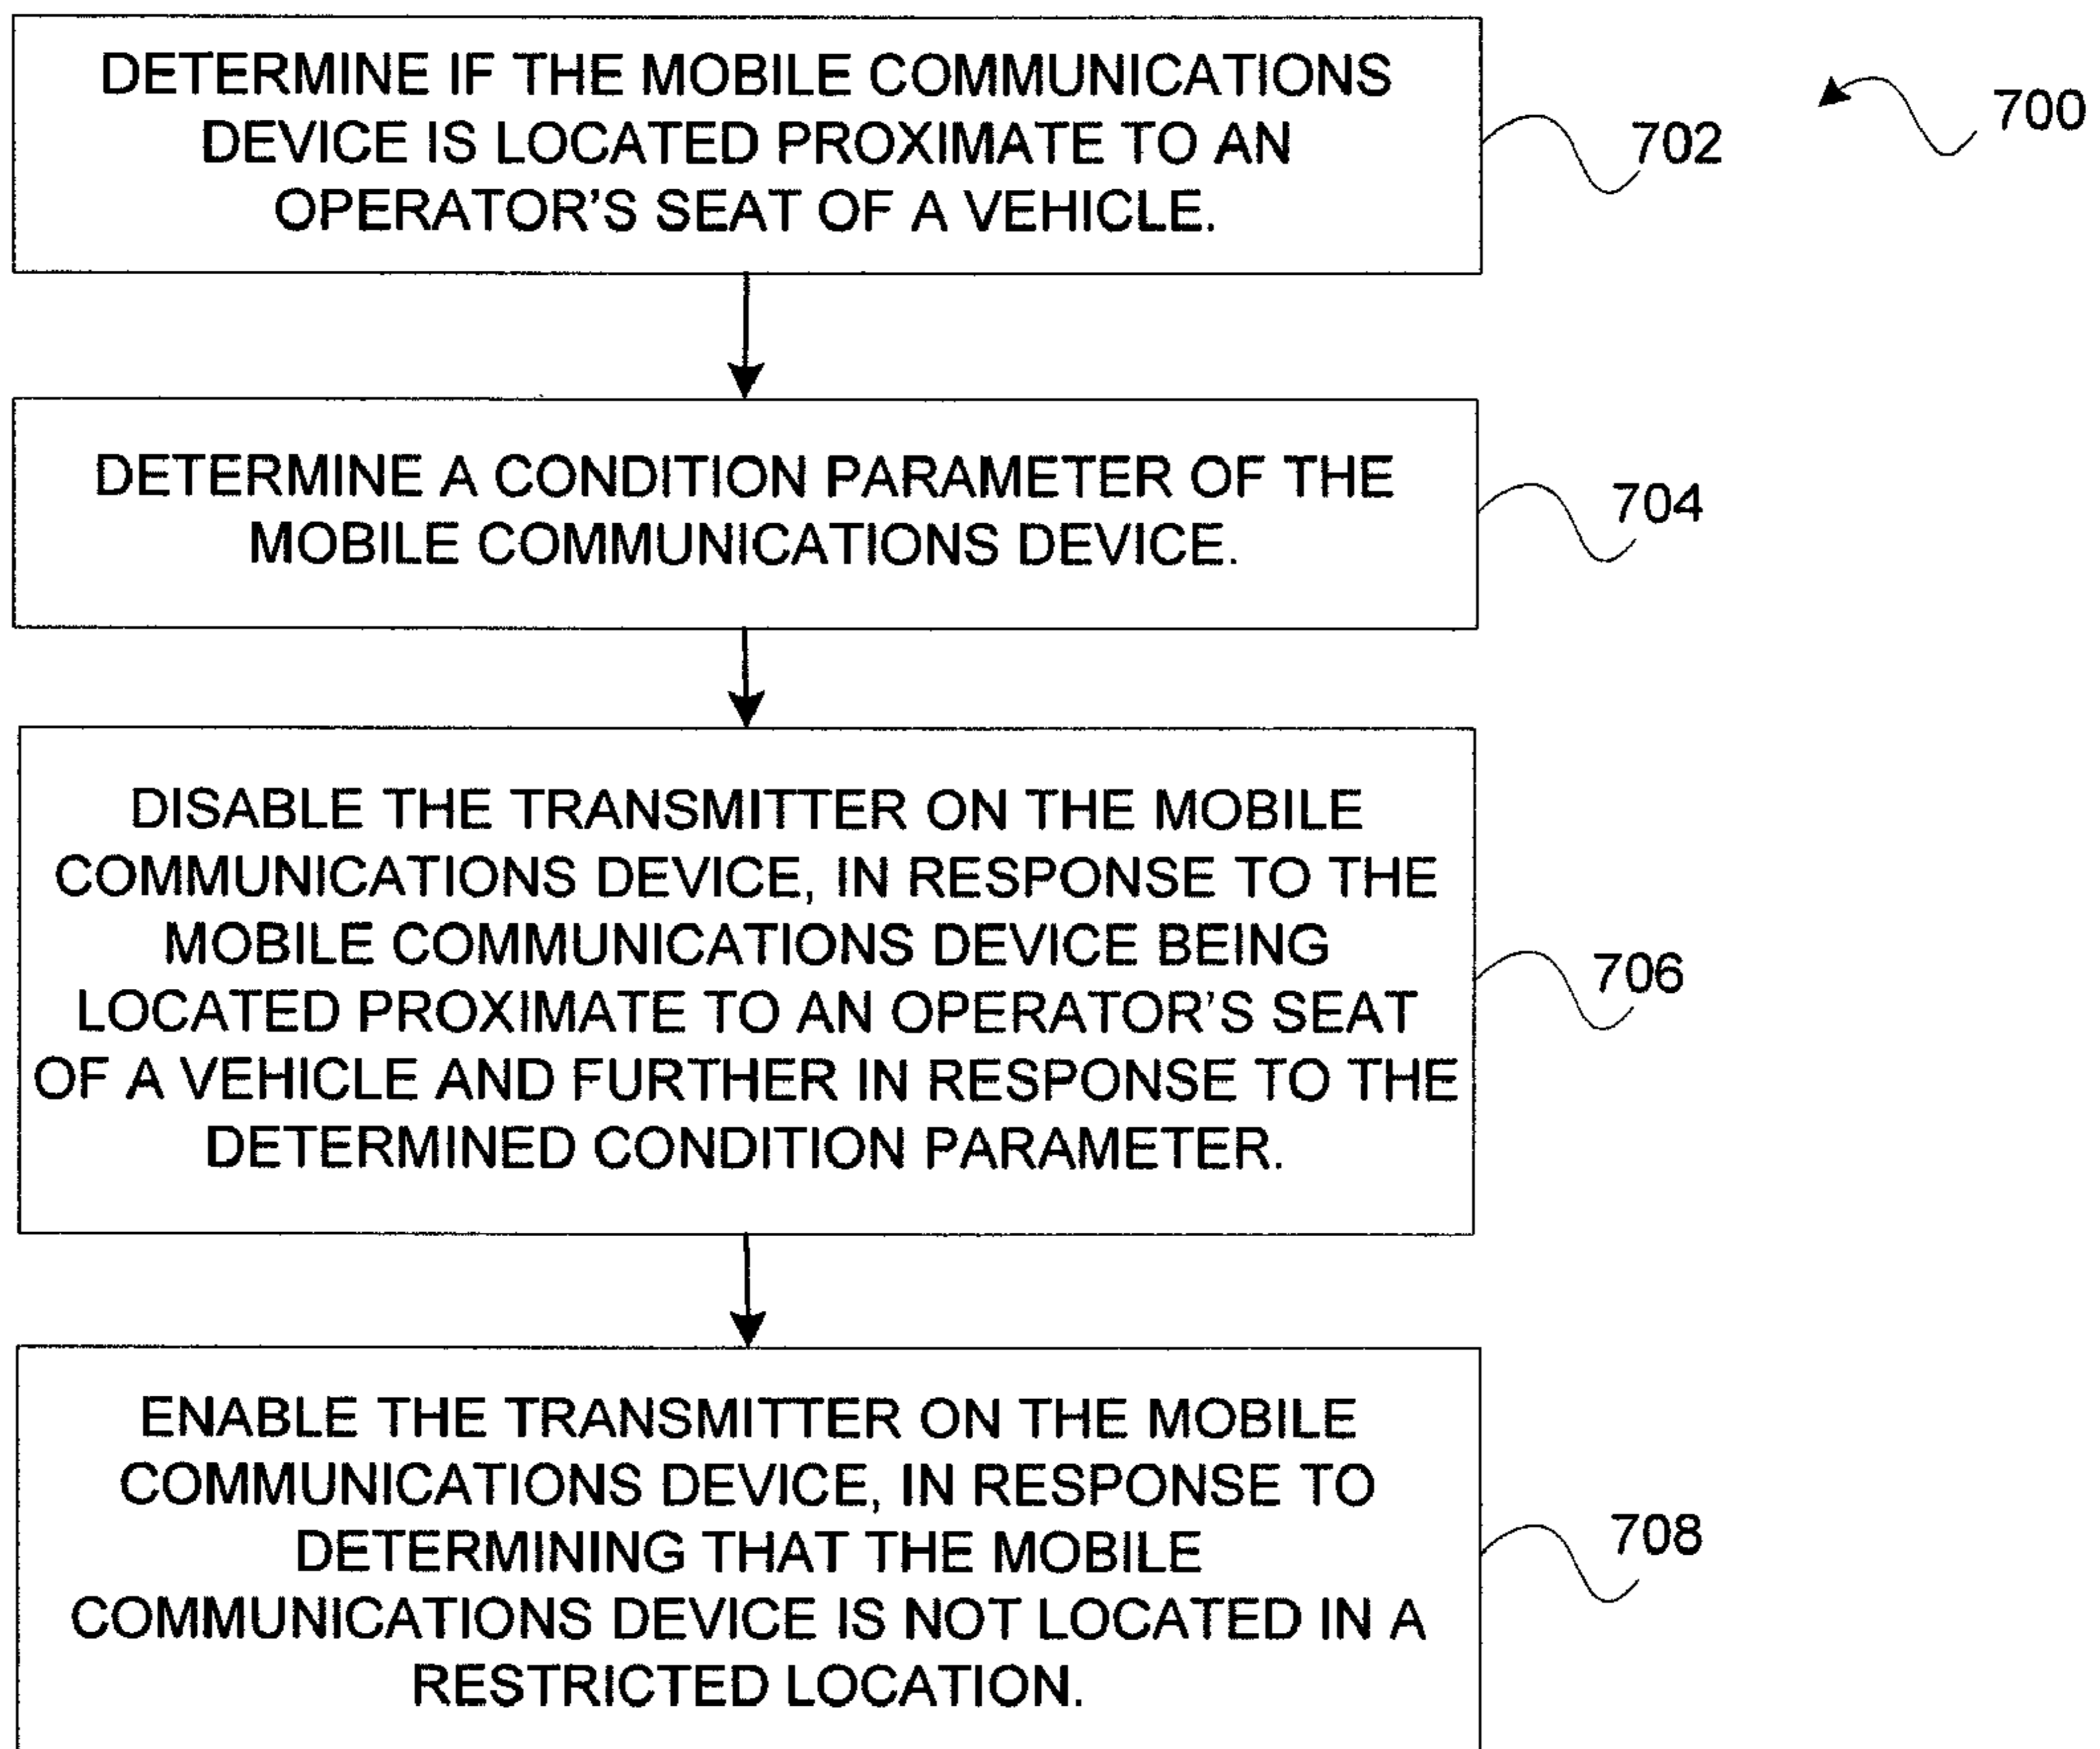 DETERMINE IF THE MOBILE COMMUNICATIONS
DEVICE IS LOCATED PROXIMATE TO AN
OPERATOR'S SEAT OF A VEHICLE.
702
700
DETERMINE A CONDITION PARAMETER OF THE
MOBILE COMMUNICATIONS DEVICE.
704
DISABLE THE TRANSMITTER ON THE MOBILE
COMMUNICATIONS DEVICE, IN RESPONSE TO THE
MOBILE COMMUNICATIONS DEVICE BEING
LOCATED PROXIMATE TO AN OPERATOR'S SEAT
OF A VEHICLE AND FURTHER IN RESPONSE TO THE
DETERMINED CONDITION PARAMETER.
706
ENABLE THE TRANSMITTER ON THE MOBILE
COMMUNICATIONS DEVICE, IN RESPONSE TO
DETERMINING THAT THE MOBILE
COMMUNICATIONS DEVICE IS NOT LOCATED IN A
RESTRICTED LOCATION.
708